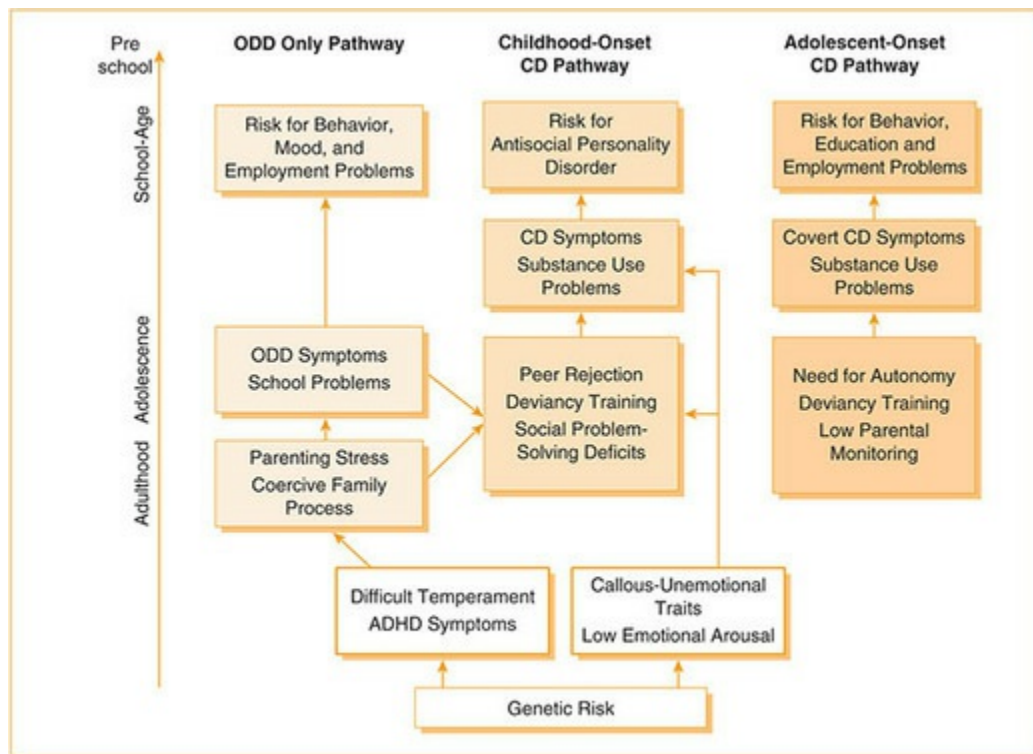 Pre
school
ODD Only Pathway
Childhood-Onset
CD Pathway
Adolescent-Onset
CD Pathway
School-Age
Risk for Behavior,
Mood, and
Employment Problems
Risk for
Antisocial Personality
Disorder
Risk for Behavior,
Education and
Employment Problems
CD Symptoms
Substance Use
Problems
Covert CD Symptoms
Substance Use
Problems
Adolescence
ODD Symptoms
School Problems
Peer Rejection
Deviancy Training
Social Problem-
Solving Deficits
Need for Autonomy
Deviancy Training
Low Parental
Monitoring
Adulthood
Parenting Stress
Coercive Family
Process
Difficult Temperament
ADHD Symptoms
Callous-Unemotional
Traits
Low Emotional Arousal
Genetic Risk